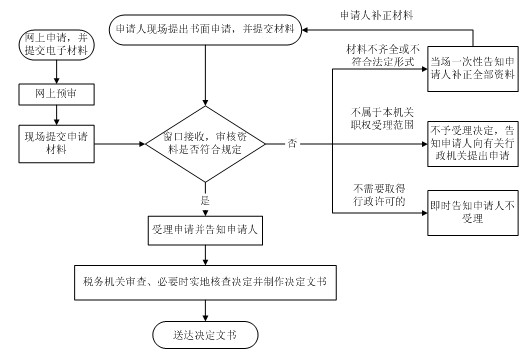 申请人补正材料
网上申请，并
提交电子材料
申请人现场提出书面申请，并提交材料
材料不齐全或不
符合法定形式
当场一次性告知
申请人补正全部资料
网上预审
不属于本机关
职权受理范围
现场提交申请
材料
窗口接收，审核资
料是否符合规定
否
不予受理决定，告
知申请人向有关行
政机关提出申请
不需要取得
行政许可的
是
即时告知申请人不
受理
受理申请并告知申请人
税务机关审查、必要时实地核查决定并制作决定文书
送达决定文书